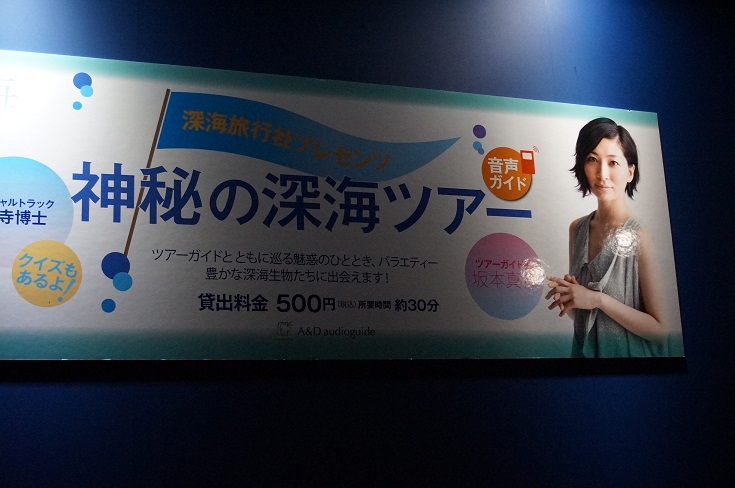 深海旅行社プレゼンツ
音声
ガイド
神秘の深海ツアー
ャルトラック
寺博士
クイズも
あるよ!
ツアーガイドとともに巡る魅惑のひととき、バラエティー
豊かな深海生物たちに出会えます!
貸出料金 500円(税込) 所要時間 約30分
A&D audioguide
ツアーガイド
坂本真